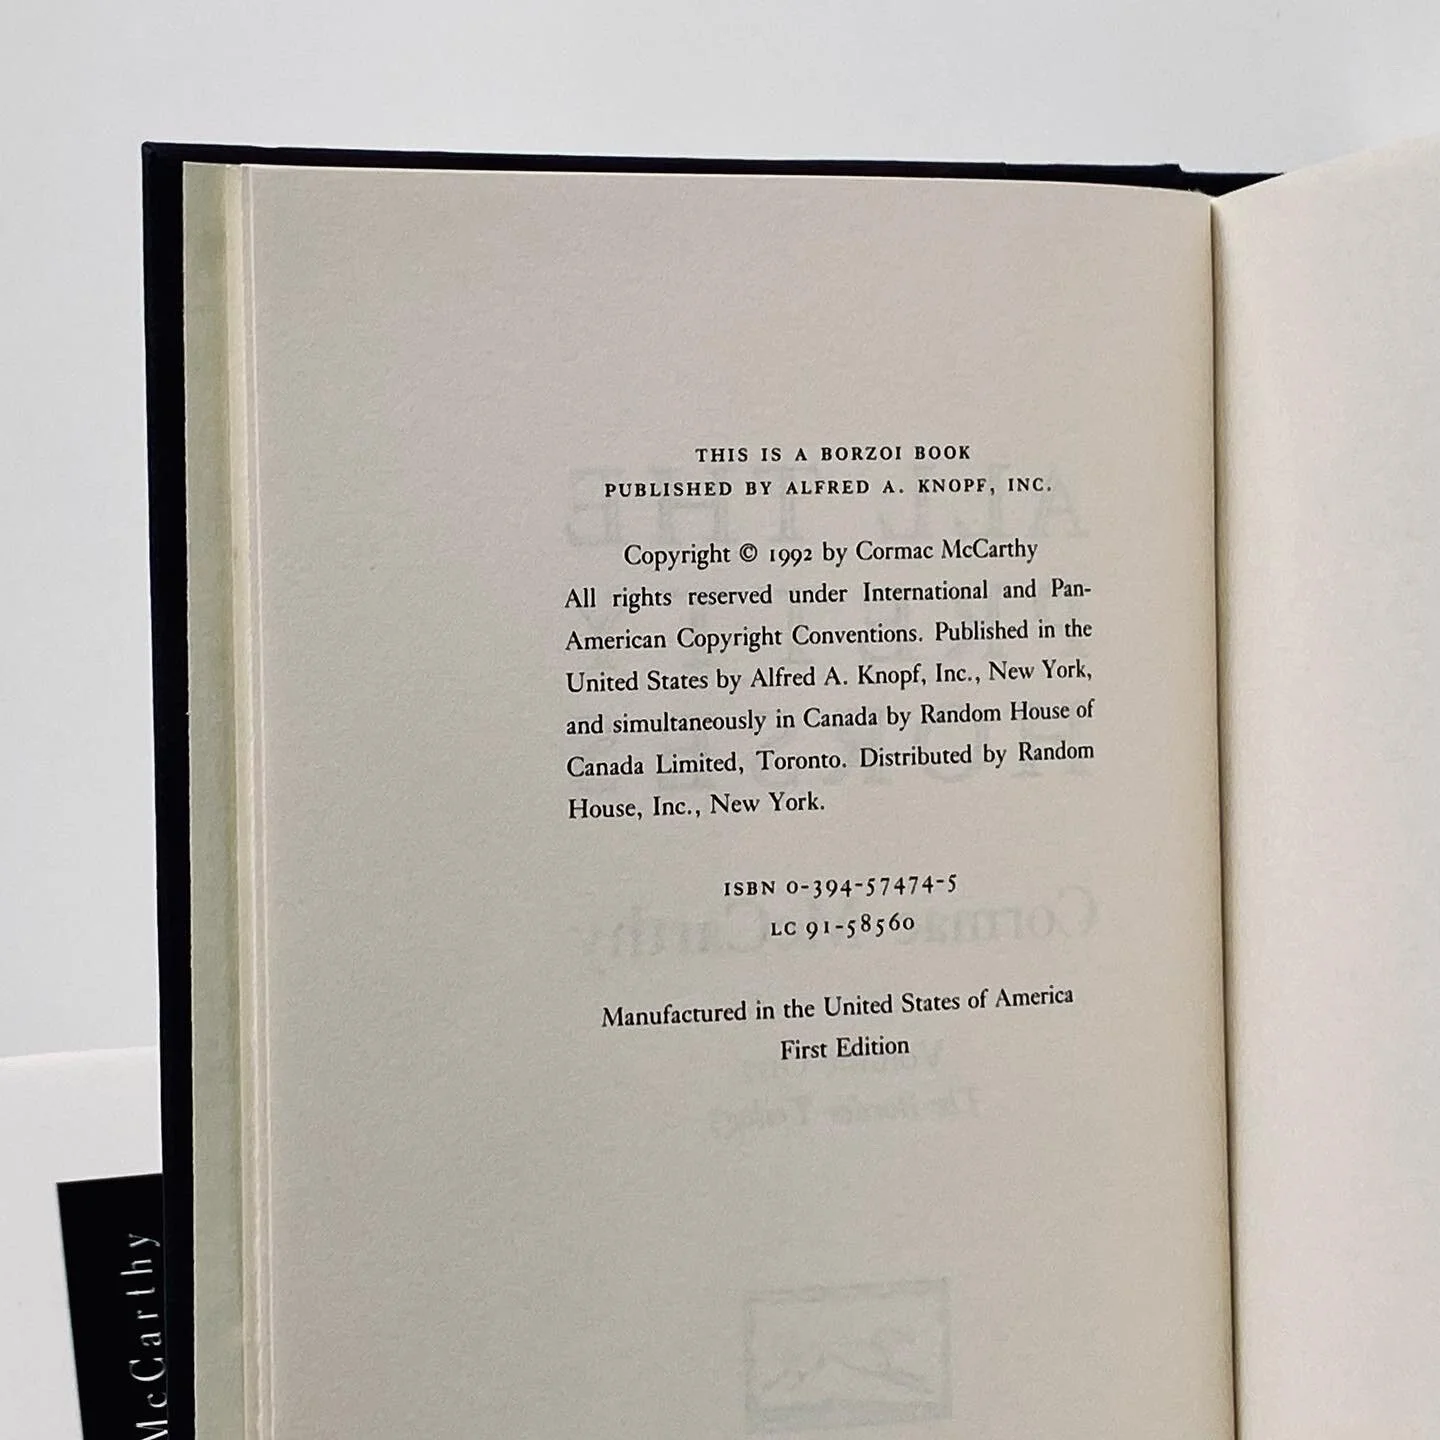 THIS IS A BORZOI BOOK
PUBLISHED BY ALFRED A. KNOPF, INC.
Copyright © 1992 by Cormac McCarthy
All rights reserved under International and Pan-
American Copyright Conventions. Published in the
United States by Alfred A. Knopf, Inc., New York,
and simultaneously in Canada by Random House of
Canada Limited, Toronto. Distributed by Random
House, Inc., New York.
ISBN 0-394-57474-5
LC 91-58560
Manufactured in the United States of America
First Edition
McCarthy